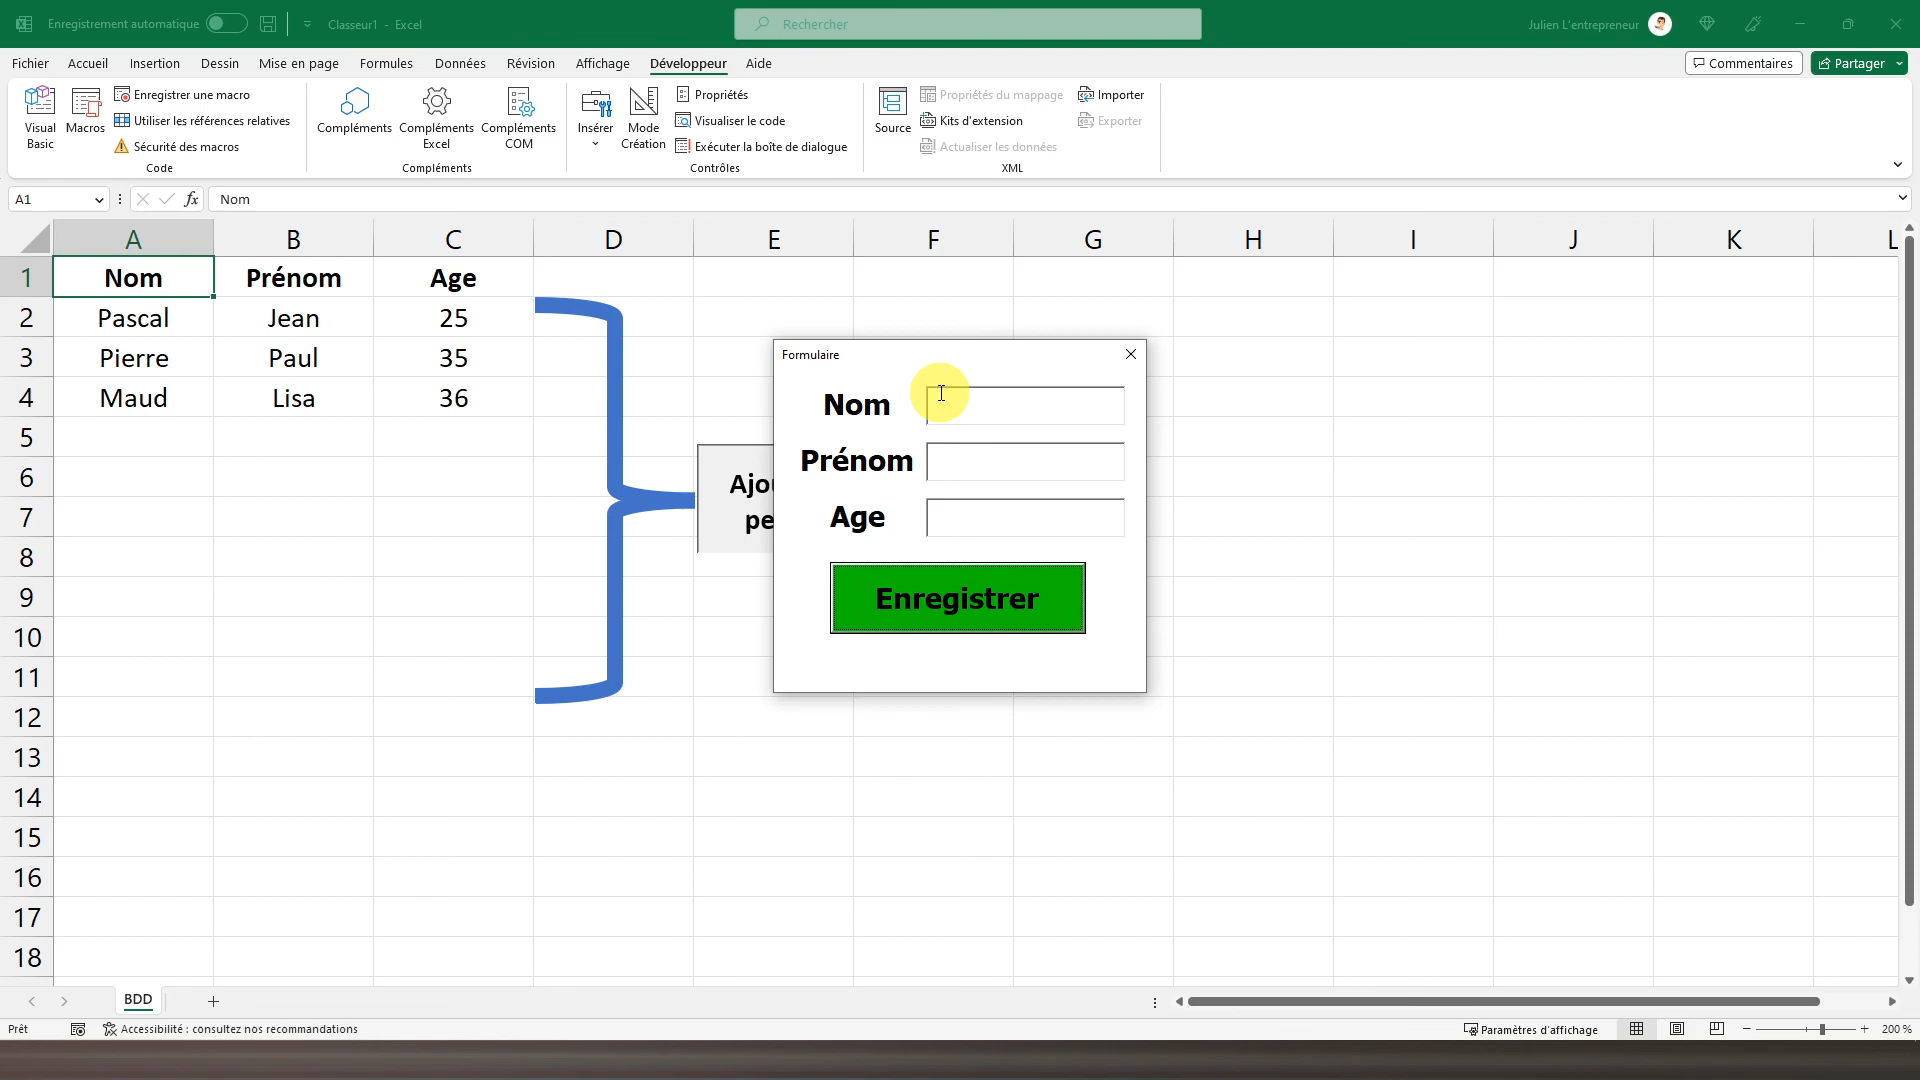 Enregistrement automatique
Classeur1 - Excel
Rechercher
Julien L'entrepreneur
Fichier Accueil Insertion Dessin Mise en page Formules Données Révision Affichage Développeur Aide
Commentaires
Partager
Visual Basic
Macros
Enregistrer une macro
Utiliser les références relatives
Sécurité des macros
Code
Compléments
Compléments Excel
Compléments COM
Compléments
Insérer
Mode Création
Propriétés
Visualiser le code
Exécuter la boîte de dialogue
Contrôles
Source
Propriétés du mappage
Kits d'extension
Actualiser les données
Importer
Exporter
XML
A1
fx
Nom
A B C D E F G H I J K L
1 Nom Prénom Age
2 Pascal Jean 25
3 Pierre Paul 35
4 Maud Lisa 36
5
6
7
8
9
10
11
12
13
14
15
16
17
18
Ajou
pe
Formulaire
Nom
Prénom
Age
Enregistrer
BDD
Prêt
Accessibilité : consultez nos recommandations
Paramètres d'affichage
200 %